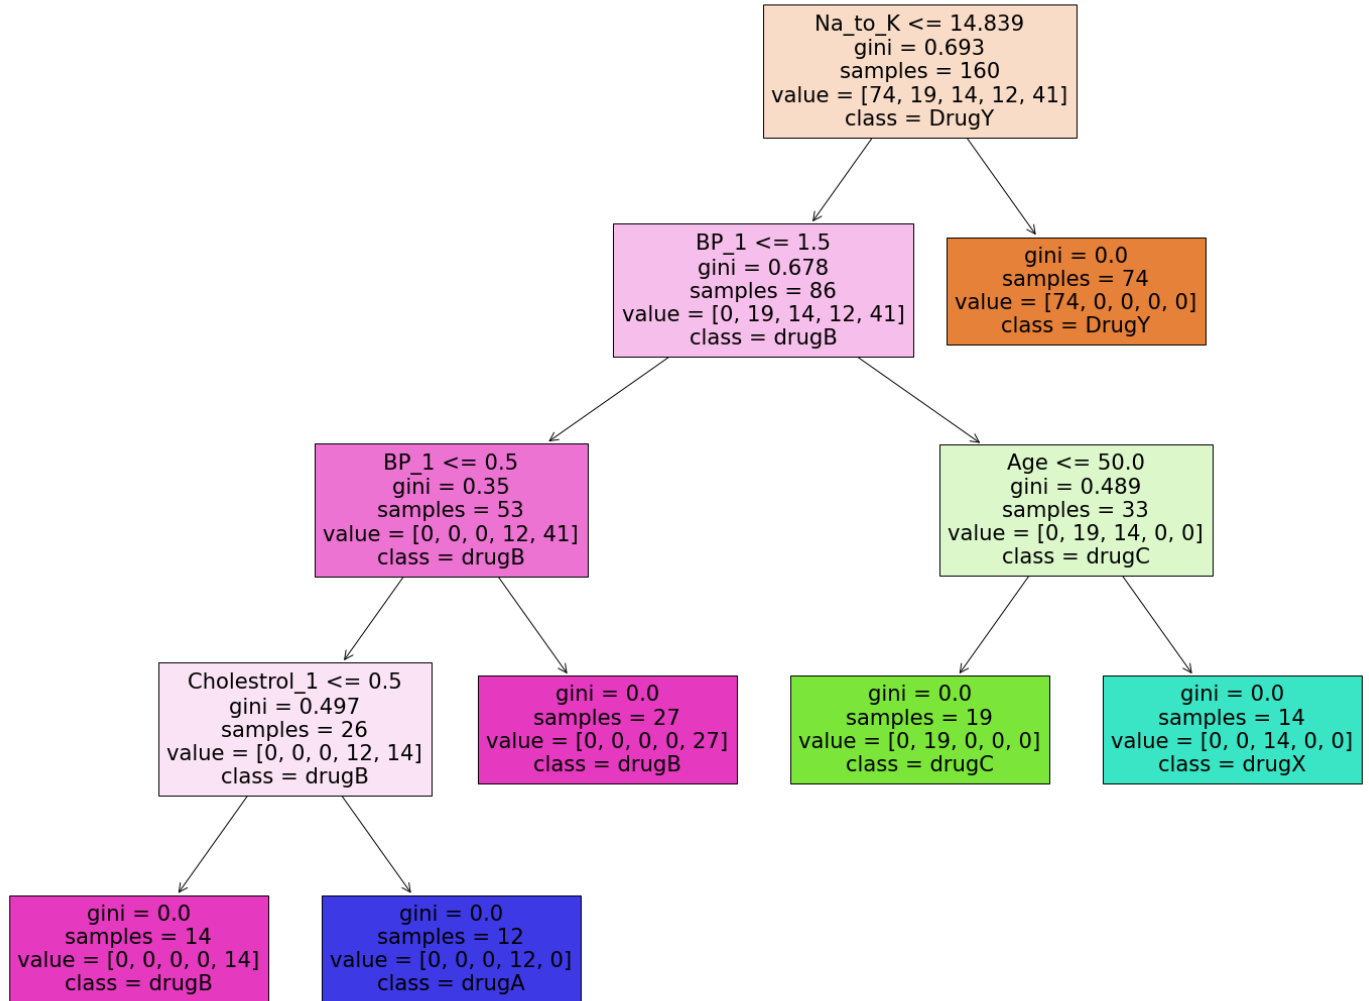 Na_to_K <= 14.839
gini = 0.693
samples = 160
value = [74, 19, 14, 12, 41]
class = DrugY
BP_1 <= 1.5
gini = 0.678
samples = 86
value = [0, 19, 14, 12, 41]
class = drugB
gini = 0.0
samples = 74
value = [74, 0, 0, 0, 0]
class = DrugY
BP_1 <= 0.5
gini = 0.35
samples = 53
value = [0, 0, 0, 12, 41]
class = drugB
Age <= 50.0
gini = 0.489
samples = 33
value = [0, 19, 14, 0, 0]
class = drugC
Cholestrol_1 <= 0.5
gini = 0.497
samples = 26
value = [0, 0, 0, 12, 14]
class = drugB
gini = 0.0
samples = 27
value = [0, 0, 0, 0, 27]
class = drugB
gini = 0.0
samples = 19
value = [0, 19, 0, 0, 0]
class = drugC
gini = 0.0
samples = 14
value = [0, 0, 14, 0, 0]
class = drugX
gini = 0.0
samples = 14
value = [0, 0, 0, 0, 14]
class = drugB
gini = 0.0
samples = 12
value = [0, 0, 0, 12, 0]
class = drugA